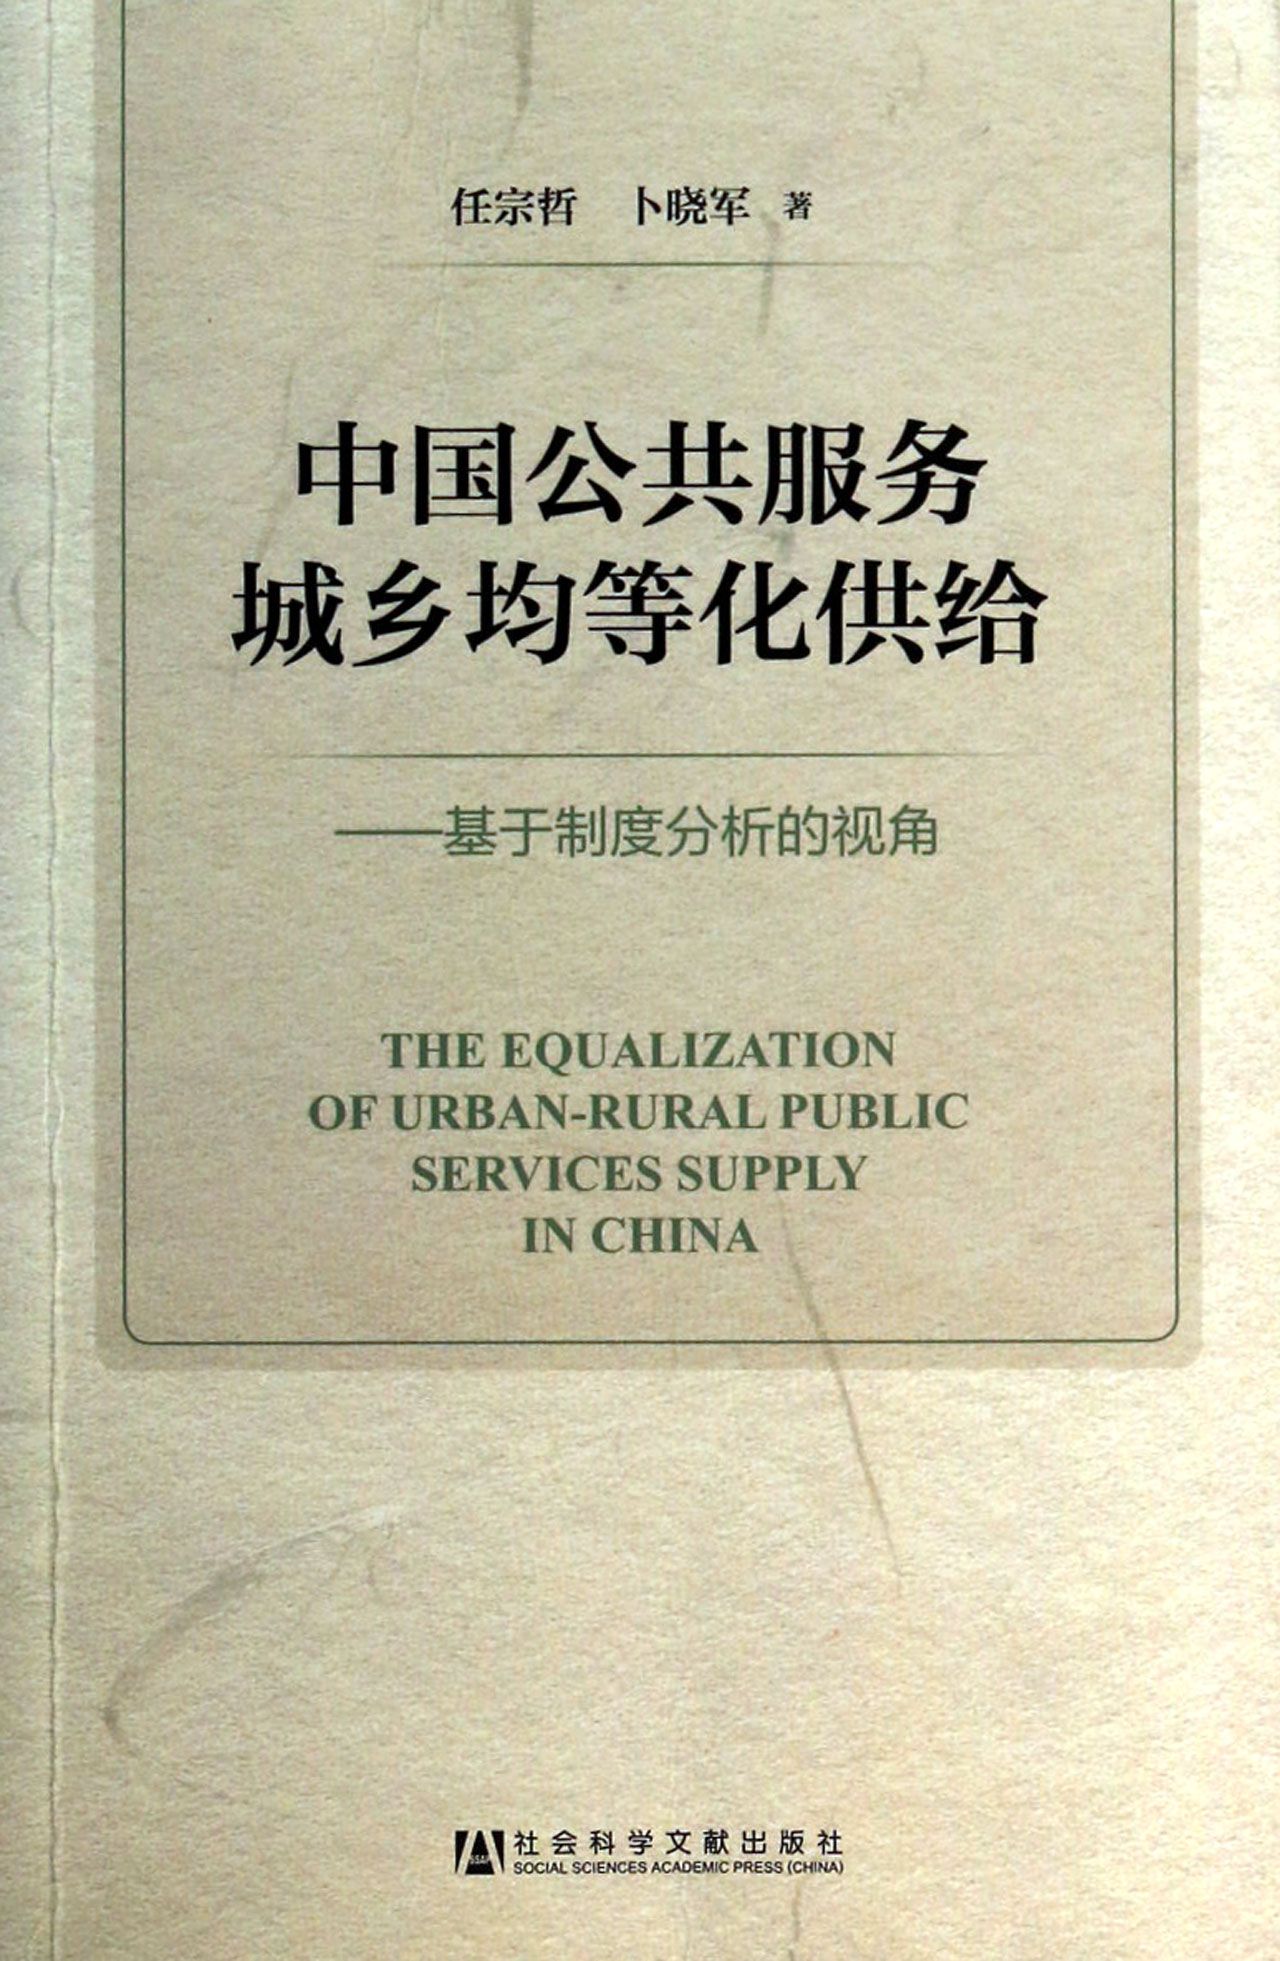 任宗哲 卜晓军 著
中国公共服务
城乡均等化供给
——基于制度分析的视角
THE EQUALIZATION
OF URBAN-RURAL PUBLIC
SERVICES SUPPLY
IN CHINA
SSAP
社会科学文献出版社
SOCIAL SCIENCES ACADEMIC PRESS (CHINA)